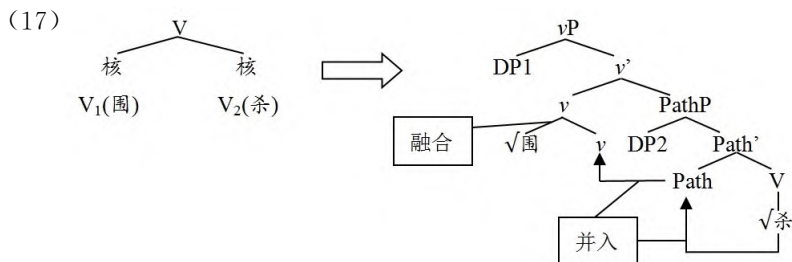 （17）
V
核 核
V₁(围) V₂(杀)
vP
DP1 v’
v PathP
融合
√围 v DP2 Path’
Path V
√杀
并入